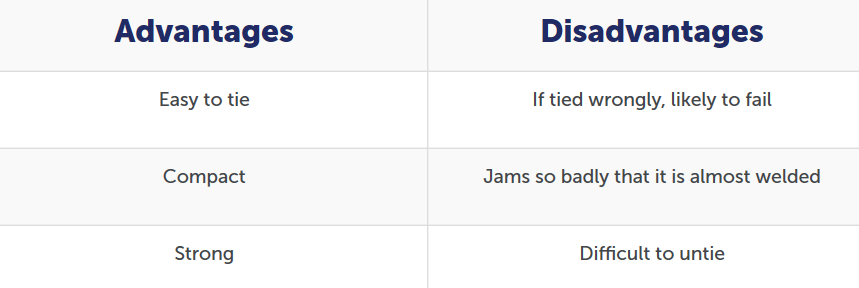 Advantages Disadvantages
Easy to tie If tied wrongly, likely to fail
Compact Jams so badly that it is almost welded
Strong Difficult to untie